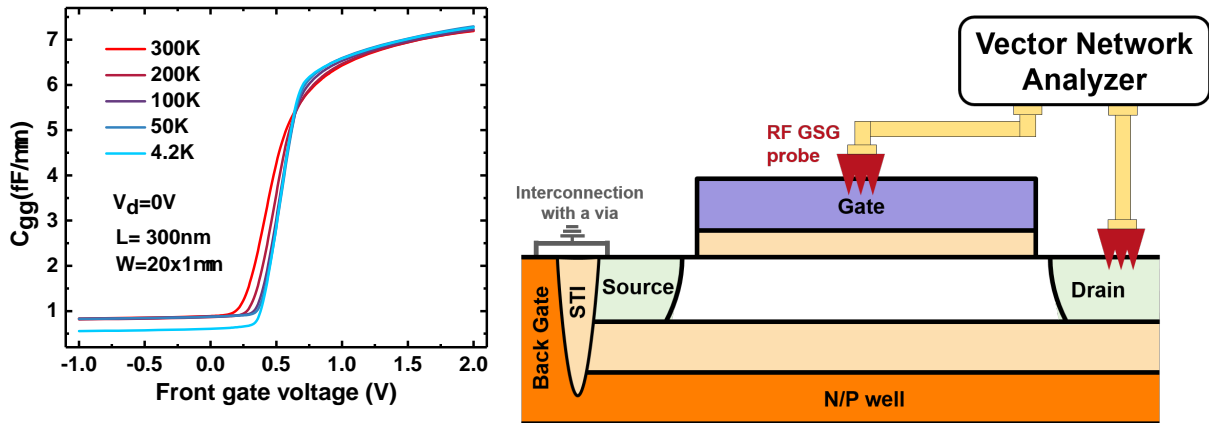 7
6
5
4
3
2
1
C_gg(fF/mm)
300K
200K
100K
50K
4.2K
V_d=0V
L= 300nm
W=20x1mm
-1.0 -0.5 0.0 0.5 1.0 1.5 2.0
Front gate voltage (V)
Vector Network
Analyzer
RF GSG
probe
Interconnection
with a via
Gate
Back Gate
STI
Source
Drain
N/P well